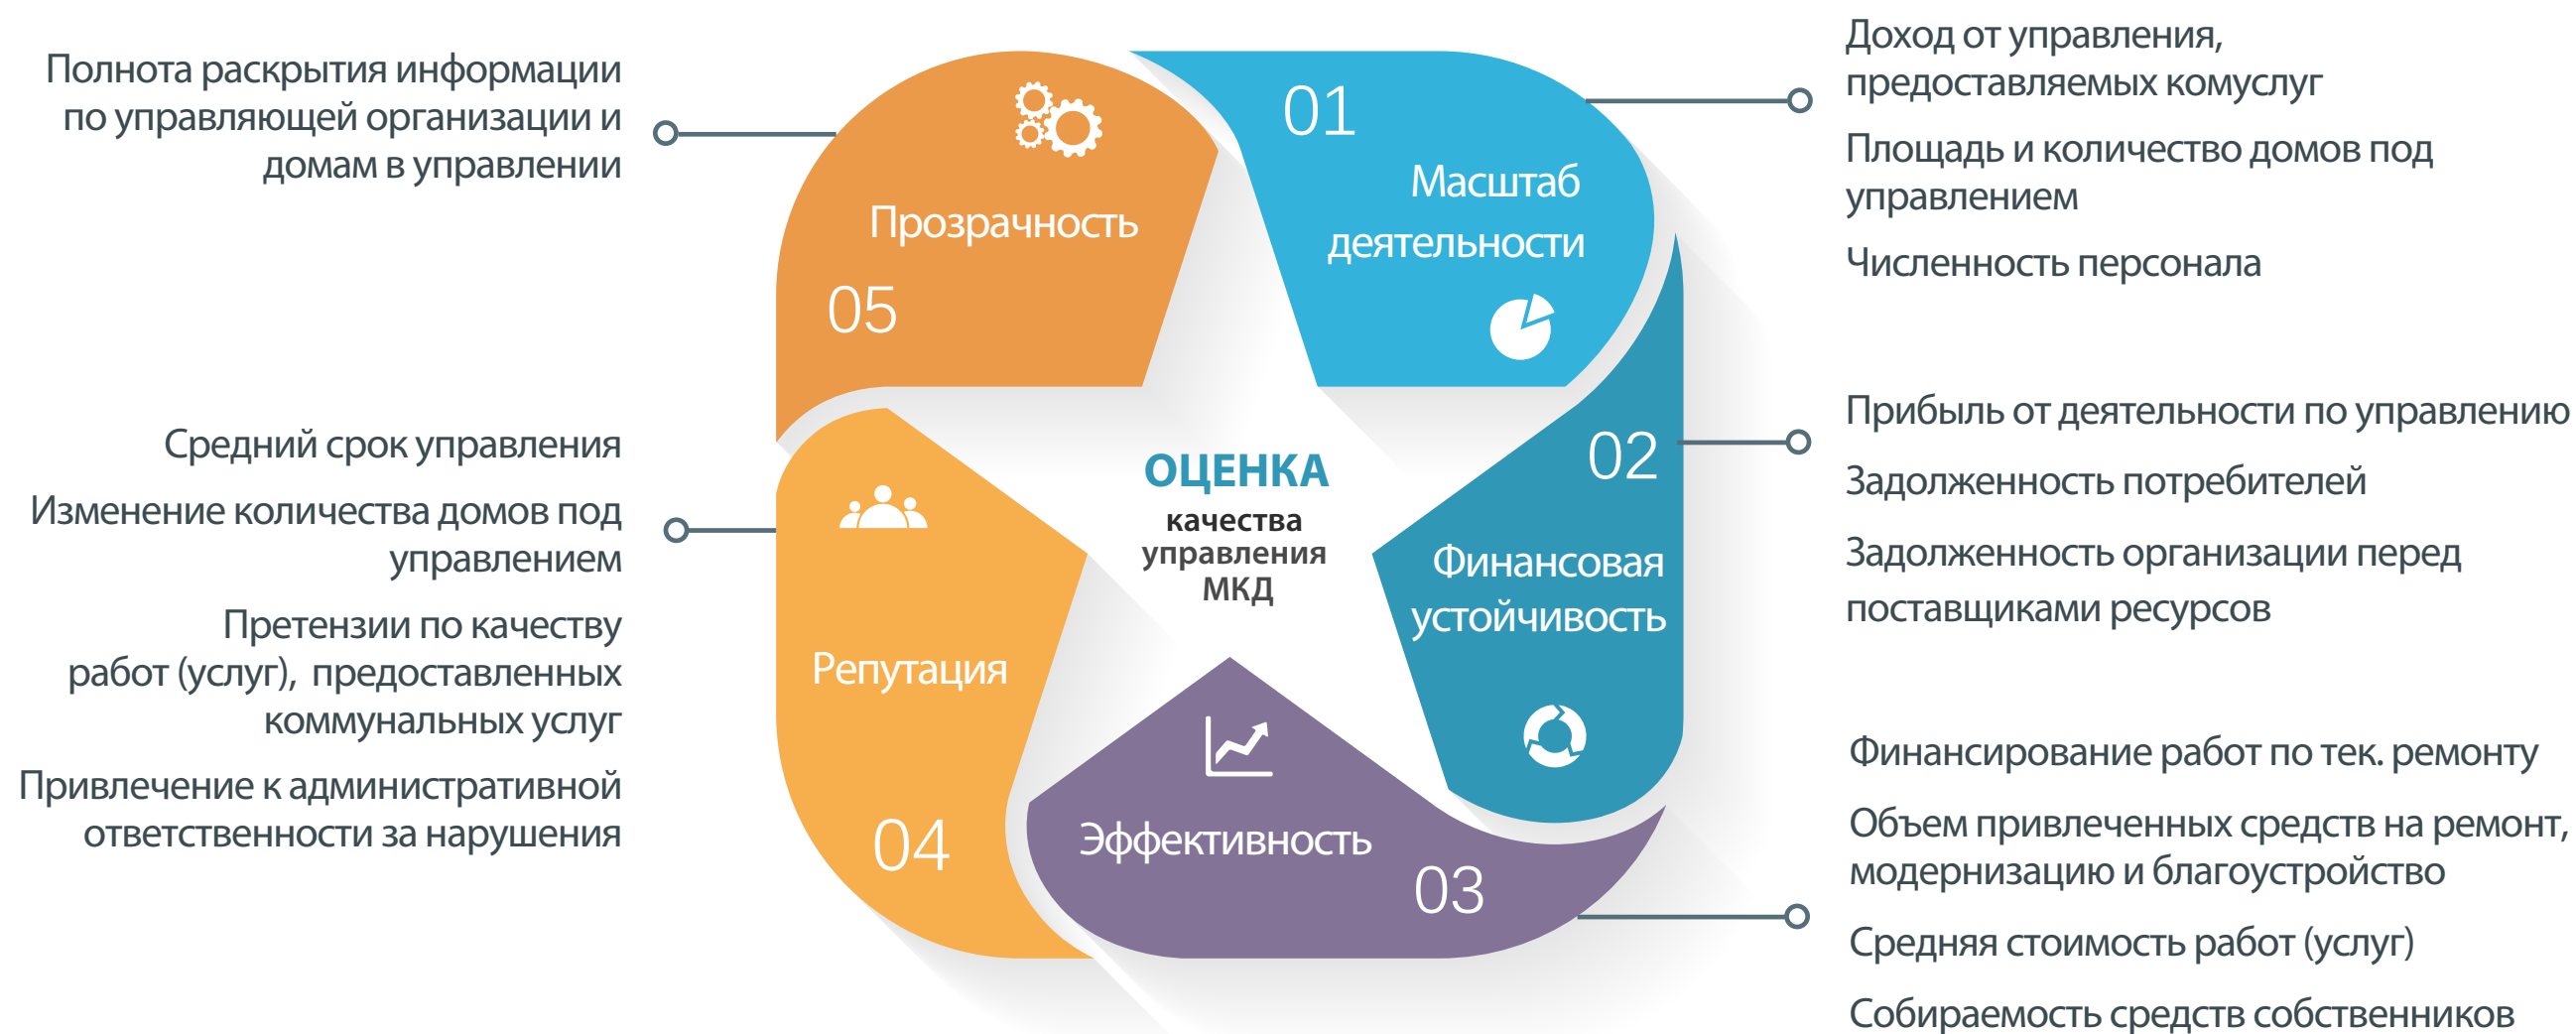 Полнота раскрытия информации
по управляющей организации и
домам в управлении
Средний срок управления
Изменение количества домов под
управлением
Претензии по качеству
работ (услуг), предоставленных
коммунальных услуг
Привлечение к административной
ответственности за нарушения
Прозрачность
05
01
Масштаб
деятельности
02
Финансовая
устойчивость
Эффективность
03
Репутация
04
ОЦЕНКА
качества
управления
МКД
Доход от управления,
предоставляемых комуслуг
Площадь и количество домов под
управлением
Численность персонала
Прибыль от деятельности по управлению
Задолженность потребителей
Задолженность организации перед
поставщиками ресурсов
Финансирование работ по тек. ремонту
Объем привлеченных средств на ремонт,
модернизацию и благоустройство
Средняя стоимость работ (услуг)
Собираемость средств собственников